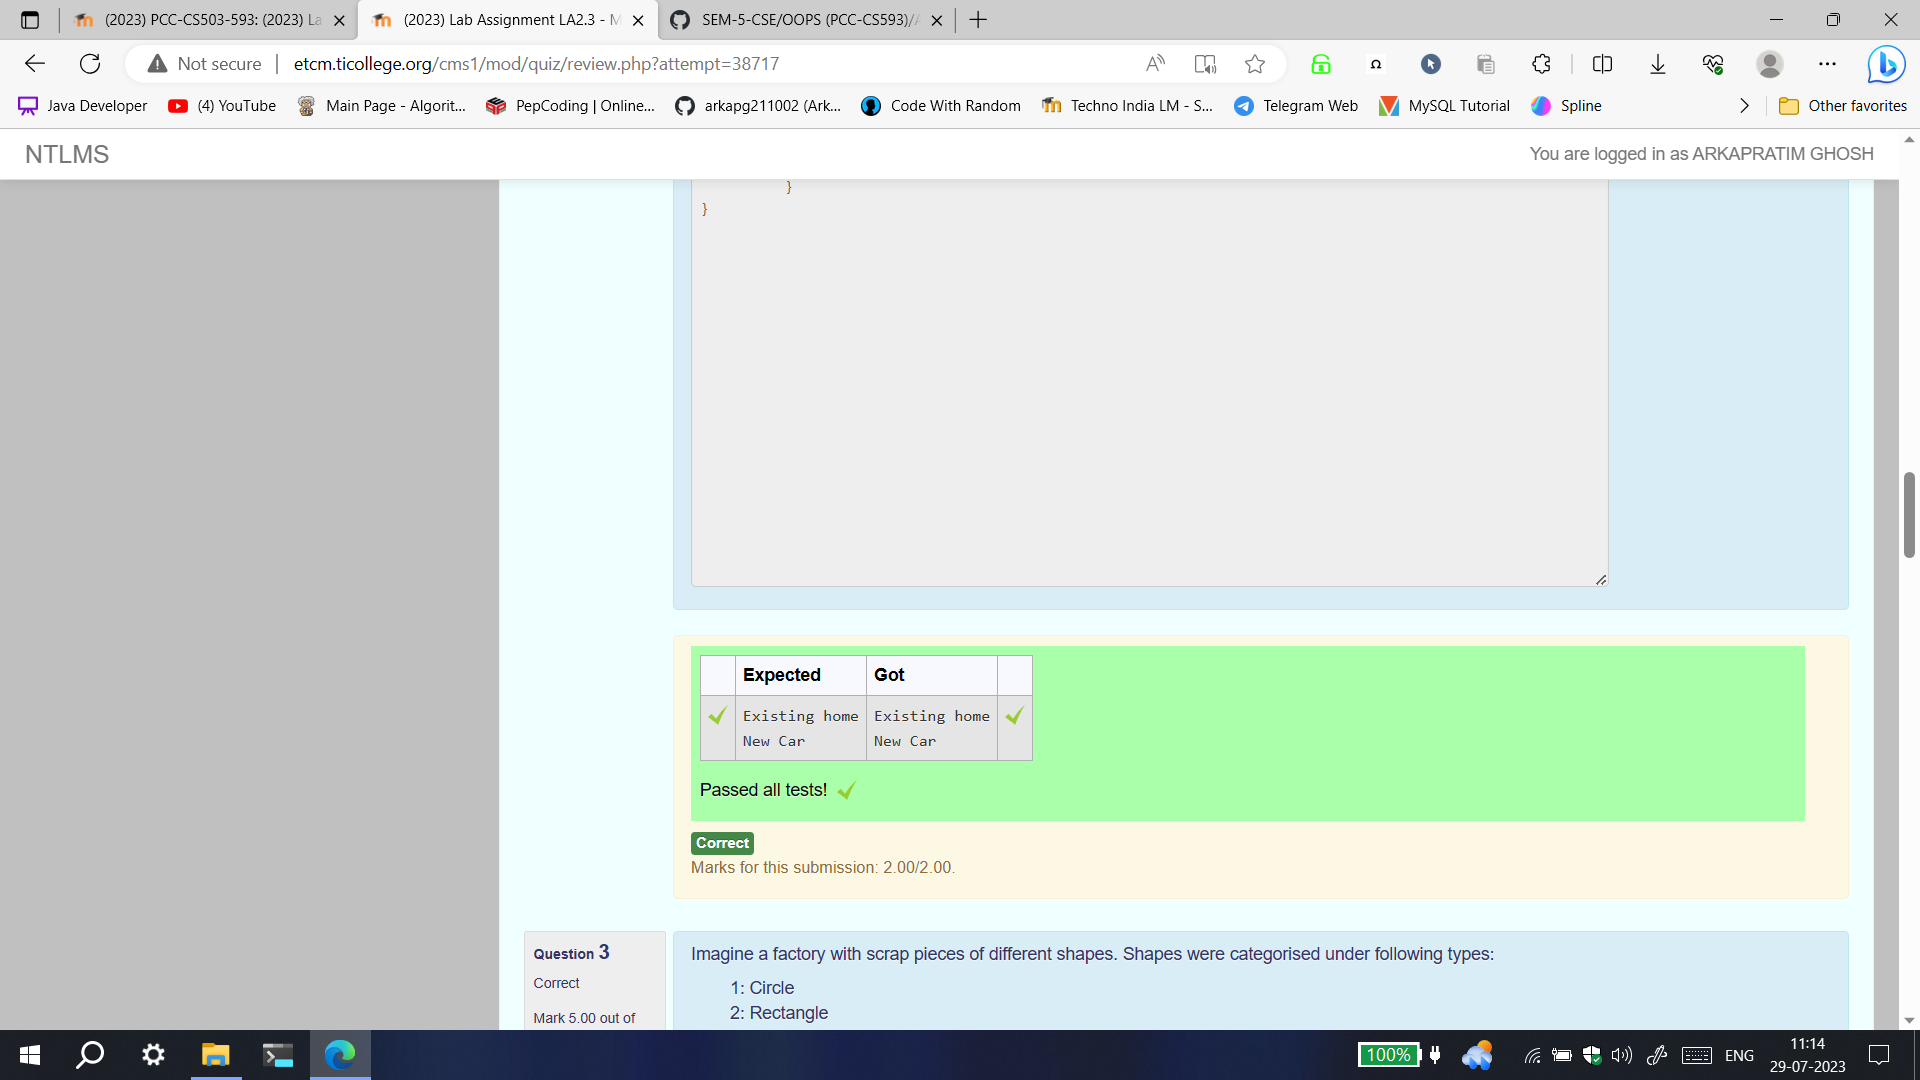 (2023) PCC-CS503-593: (2023) La
(2023) Lab Assignment LA2.3 - M
SEM-5-CSE/OOPS (PCC-CS593)/A
Not secure
etcm.ticollege.org/cms1/mod/quiz/review.php?attempt=38717
Java Developer
(4) YouTube
Main Page - Algorit...
PepCoding | Online...
arkapg211002 (Ark...
Code With Random
Techno India LM - S...
Telegram Web
MySQL Tutorial
Spline
Other favorites
NTLMS
You are logged in as ARKAPRATIM GHOSH
}
}
Expected Got
Existing home Existing home
New Car New Car
Passed all tests!
Correct
Marks for this submission: 2.00/2.00.
Question 3
Correct
Mark 5.00 out of
Imagine a factory with scrap pieces of different shapes. Shapes were categorised under following types:
1: Circle
2: Rectangle
100%
ENG
11:14
29-07-2023